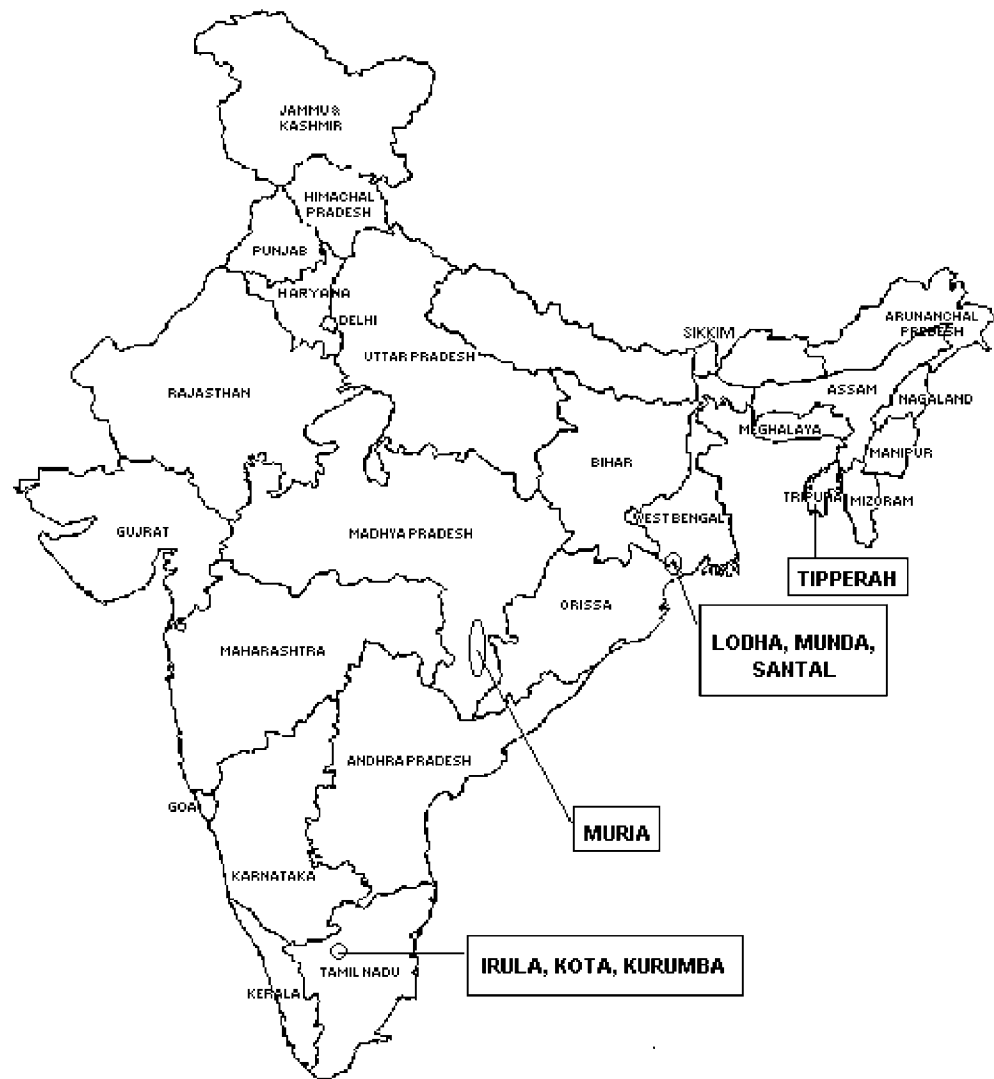 JAMMU &
KASHMIR
HIMACHAL
PRADESH
PUNJAB
HARYANA
DELHI
UTTAR PRADESH
RAJASTHAN
SIKKIM
ARUNANCHAL
PREDESH
ASSAM
NAGALAND
MEGHALAYA
MANIPUR
BIHAR
TRIPURA
MIZORAM
WEST BENGAL
GUJRAT
MADHYA PRADESH
TIPPERAH
ORISSA
LODHA, MUNDA,
SANTAL
MAHARASHTRA
ANDHRA PRADESH
GOA
MURIA
KARNATAKA
IRULA, KOTA, KURUMBA
TAMIL NADU
KERALA